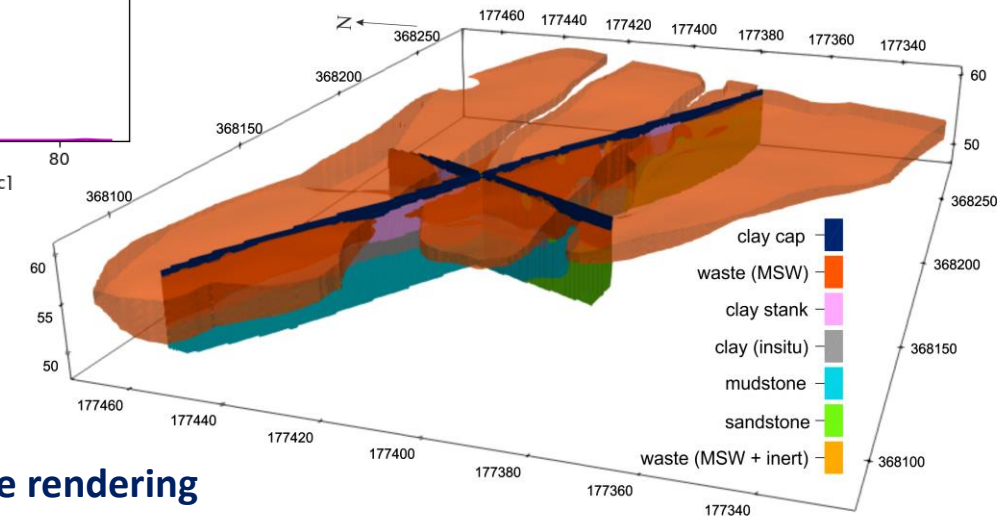 N
177460
177440
177420
177400
177380
177360
177340
368250
368200
368150
368100
60
50
80
c]
368250
368200
368150
368100
60
55
50
177460
177440
177420
177400
177380
177360
177340
clay cap
waste (MSW)
clay stank
clay (insitu)
mudstone
sandstone
waste (MSW + inert)
e rendering